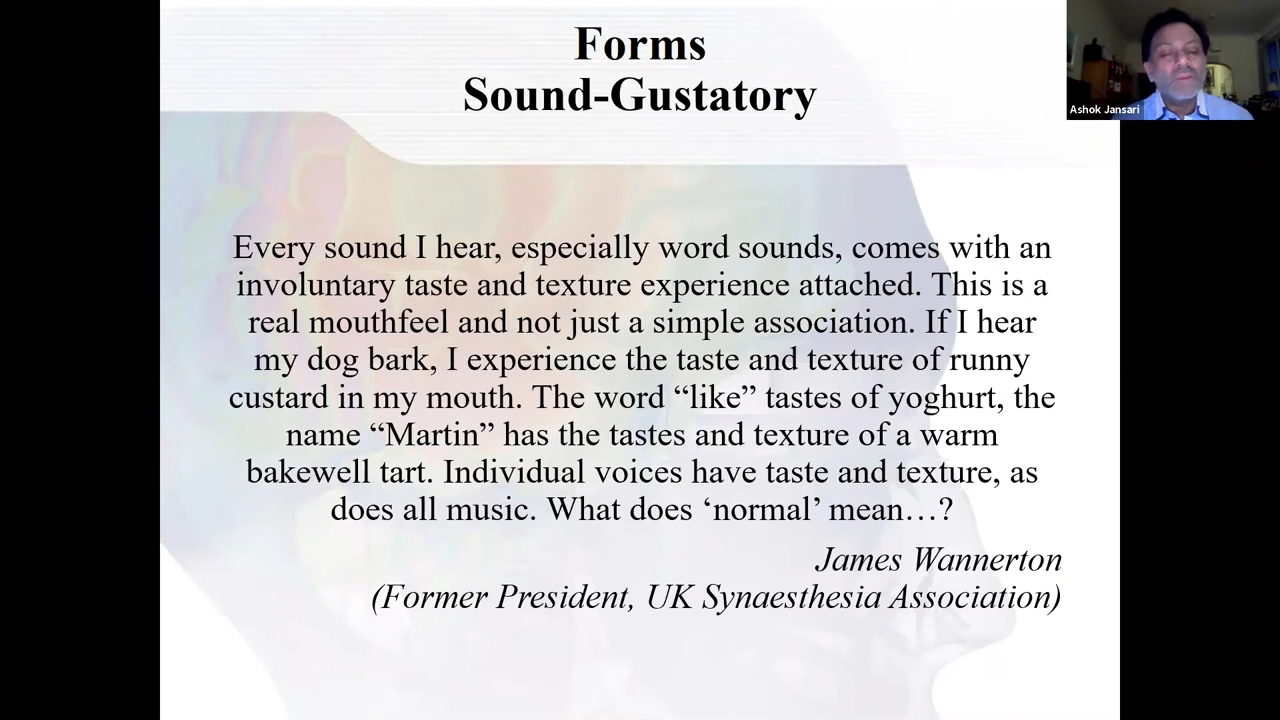 Forms
Sound-Gustatory
Ashok Jansari
Every sound I hear, especially word sounds, comes with an
involuntary taste and texture experience attached. This is a
real mouthfeel and not just a simple association. If I hear
my dog bark, I experience the taste and texture of runny
custard in my mouth. The word “like” tastes of yoghurt, the
name “Martin” has the tastes and texture of a warm
bakewell tart. Individual voices have taste and texture, as
does all music. What does ‘normal’ mean…?
James Wannerton
(Former President, UK Synaesthesia Association)